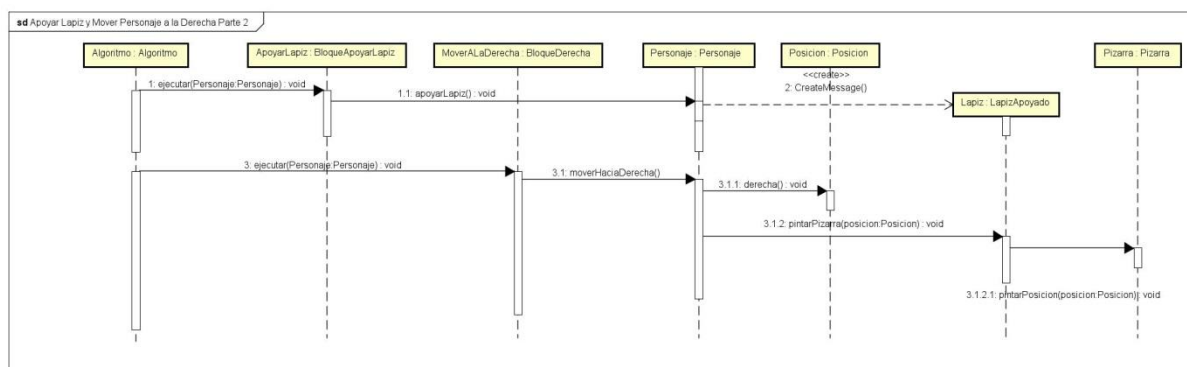 sd Apoyar Lapiz y Mover Personaje a la Derecha Parte 2
Algoritmo : Algoritmo
ApoyarLapiz : BloqueApoyarLapiz
MoverALaDerecha : BloqueDerecha
Personaje : Personaje
Posicion : Posicion
Pizarra : Pizarra
1: ejecutar(Personaje:Personaje) : void
1.1: apoyarLapiz() : void
<<create>>
2: CreateMessage()
Lapiz : LapizApoyado
3: ejecutar(Personaje:Personaje) : void
3.1: moverHaciaDerecha()
3.1.1: derecha() : void
3.1.2: pintarPizarra(posicion:Posicion) : void
3.1.2.1: pintarPosicion(posicion:Posicion) : void